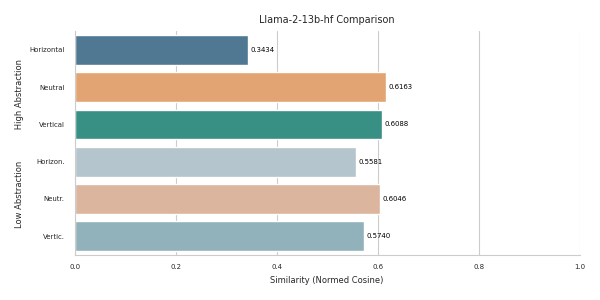 Llama-2-13b-hf Comparison
High Abstraction
Horizontal
0.3434
Neutral
0.6163
Vertical
0.6088
Low Abstraction
Horizon.
0.5581
Neutr.
0.6046
Vertic.
0.5740
0.0 0.2 0.4 0.6 0.8 1.0
Similarity (Normed Cosine)